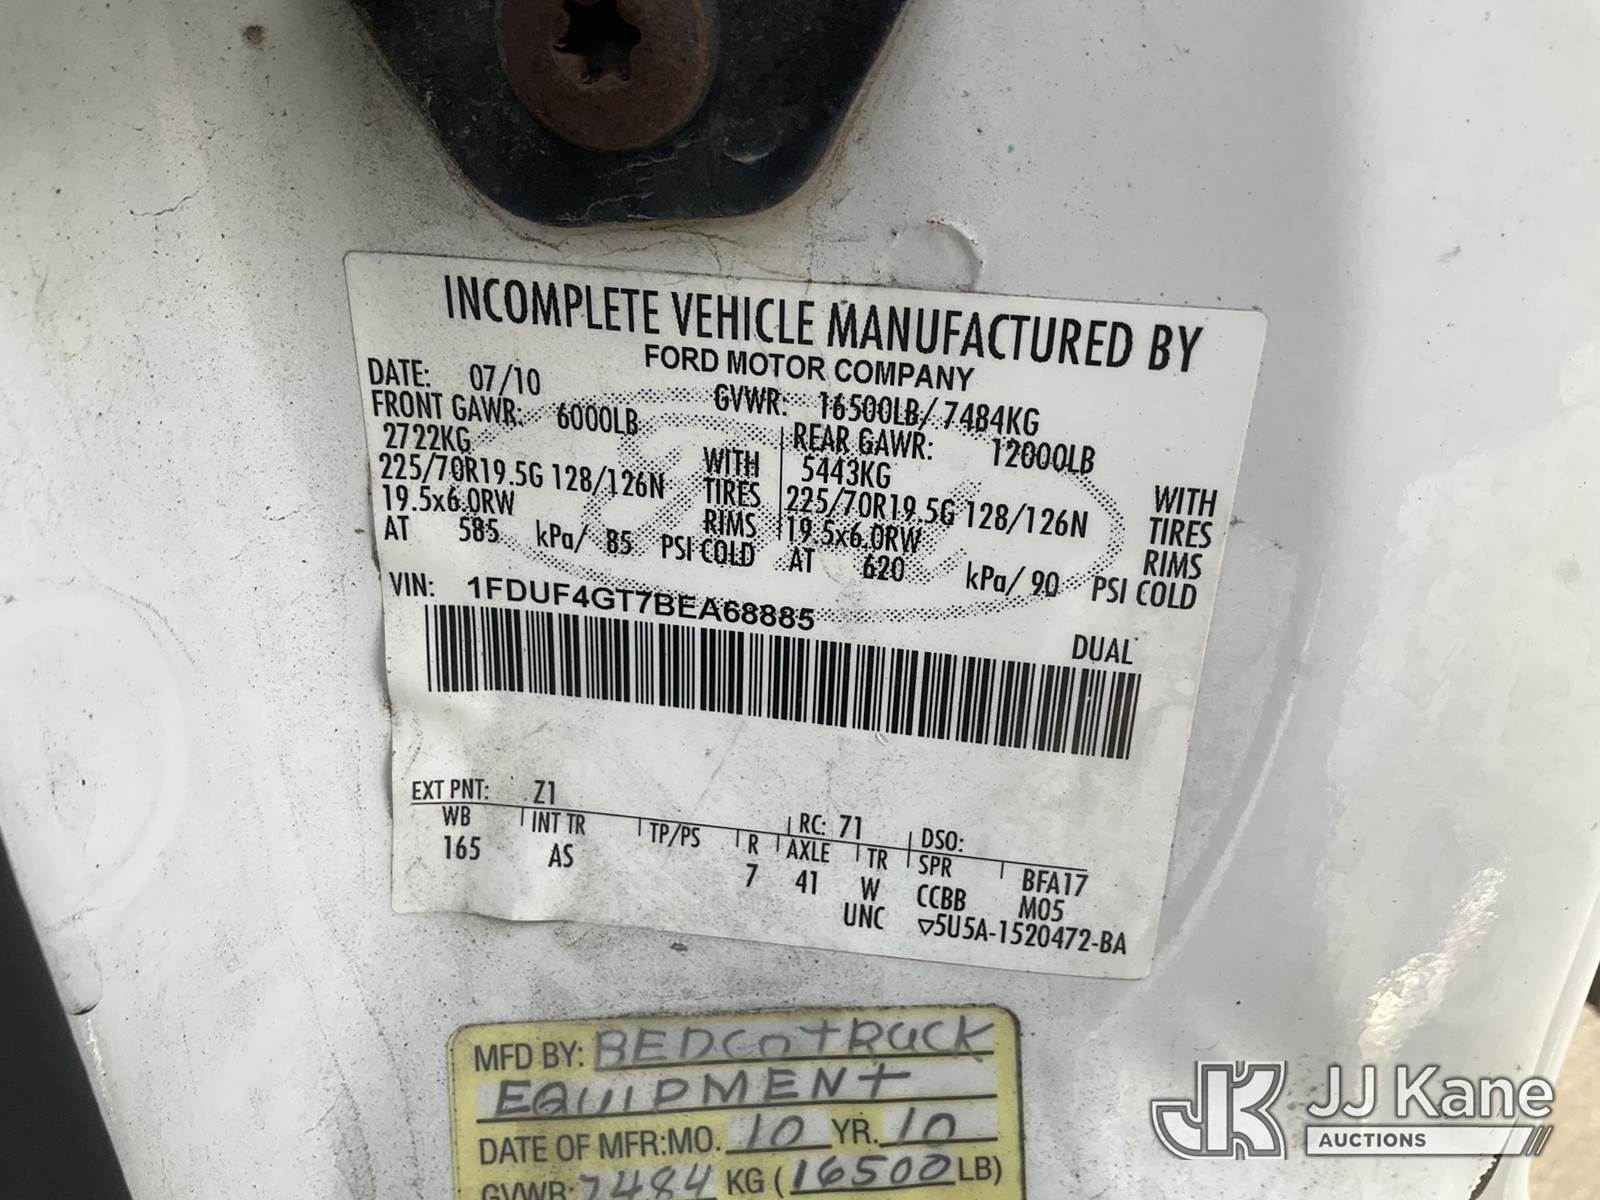 INCOMPLETE VEHICLE MANUFACTURED BY
FORD MOTOR COMPANY
DATE: 07/10 GVWR: 16500LB/ 7484KG
FRONT GAWR: 6000LB REAR GAWR: 12000LB
2722KG WITH 5443KG WITH
225/70R19.5G 128/126N TIRES 225/70R19.5G 128/126N TIRES
19.5x6.0RW RIMS 19.5x6.0RW RIMS
AT 585 kPa/ 85 PSI COLD AT 620 kPa/ 90 PSI COLD
VIN: 1FDUF4GT7BEA68885
DUAL
EXT PNT: Z1 RC: 71 DSO:
WB INT TR TP/PS R AXLE TR SPR BFA17
165 AS 7 41 W CCBB M05
UNC ▽5U5A-1520472-BA
MFD BY: BEDCO TRUCK
EQUIPMENT
DATE OF MFR:MO. 10 YR. 10
GVWR: 7484 KG (16500 LB)
JK JJ Kane
AUCTIONS